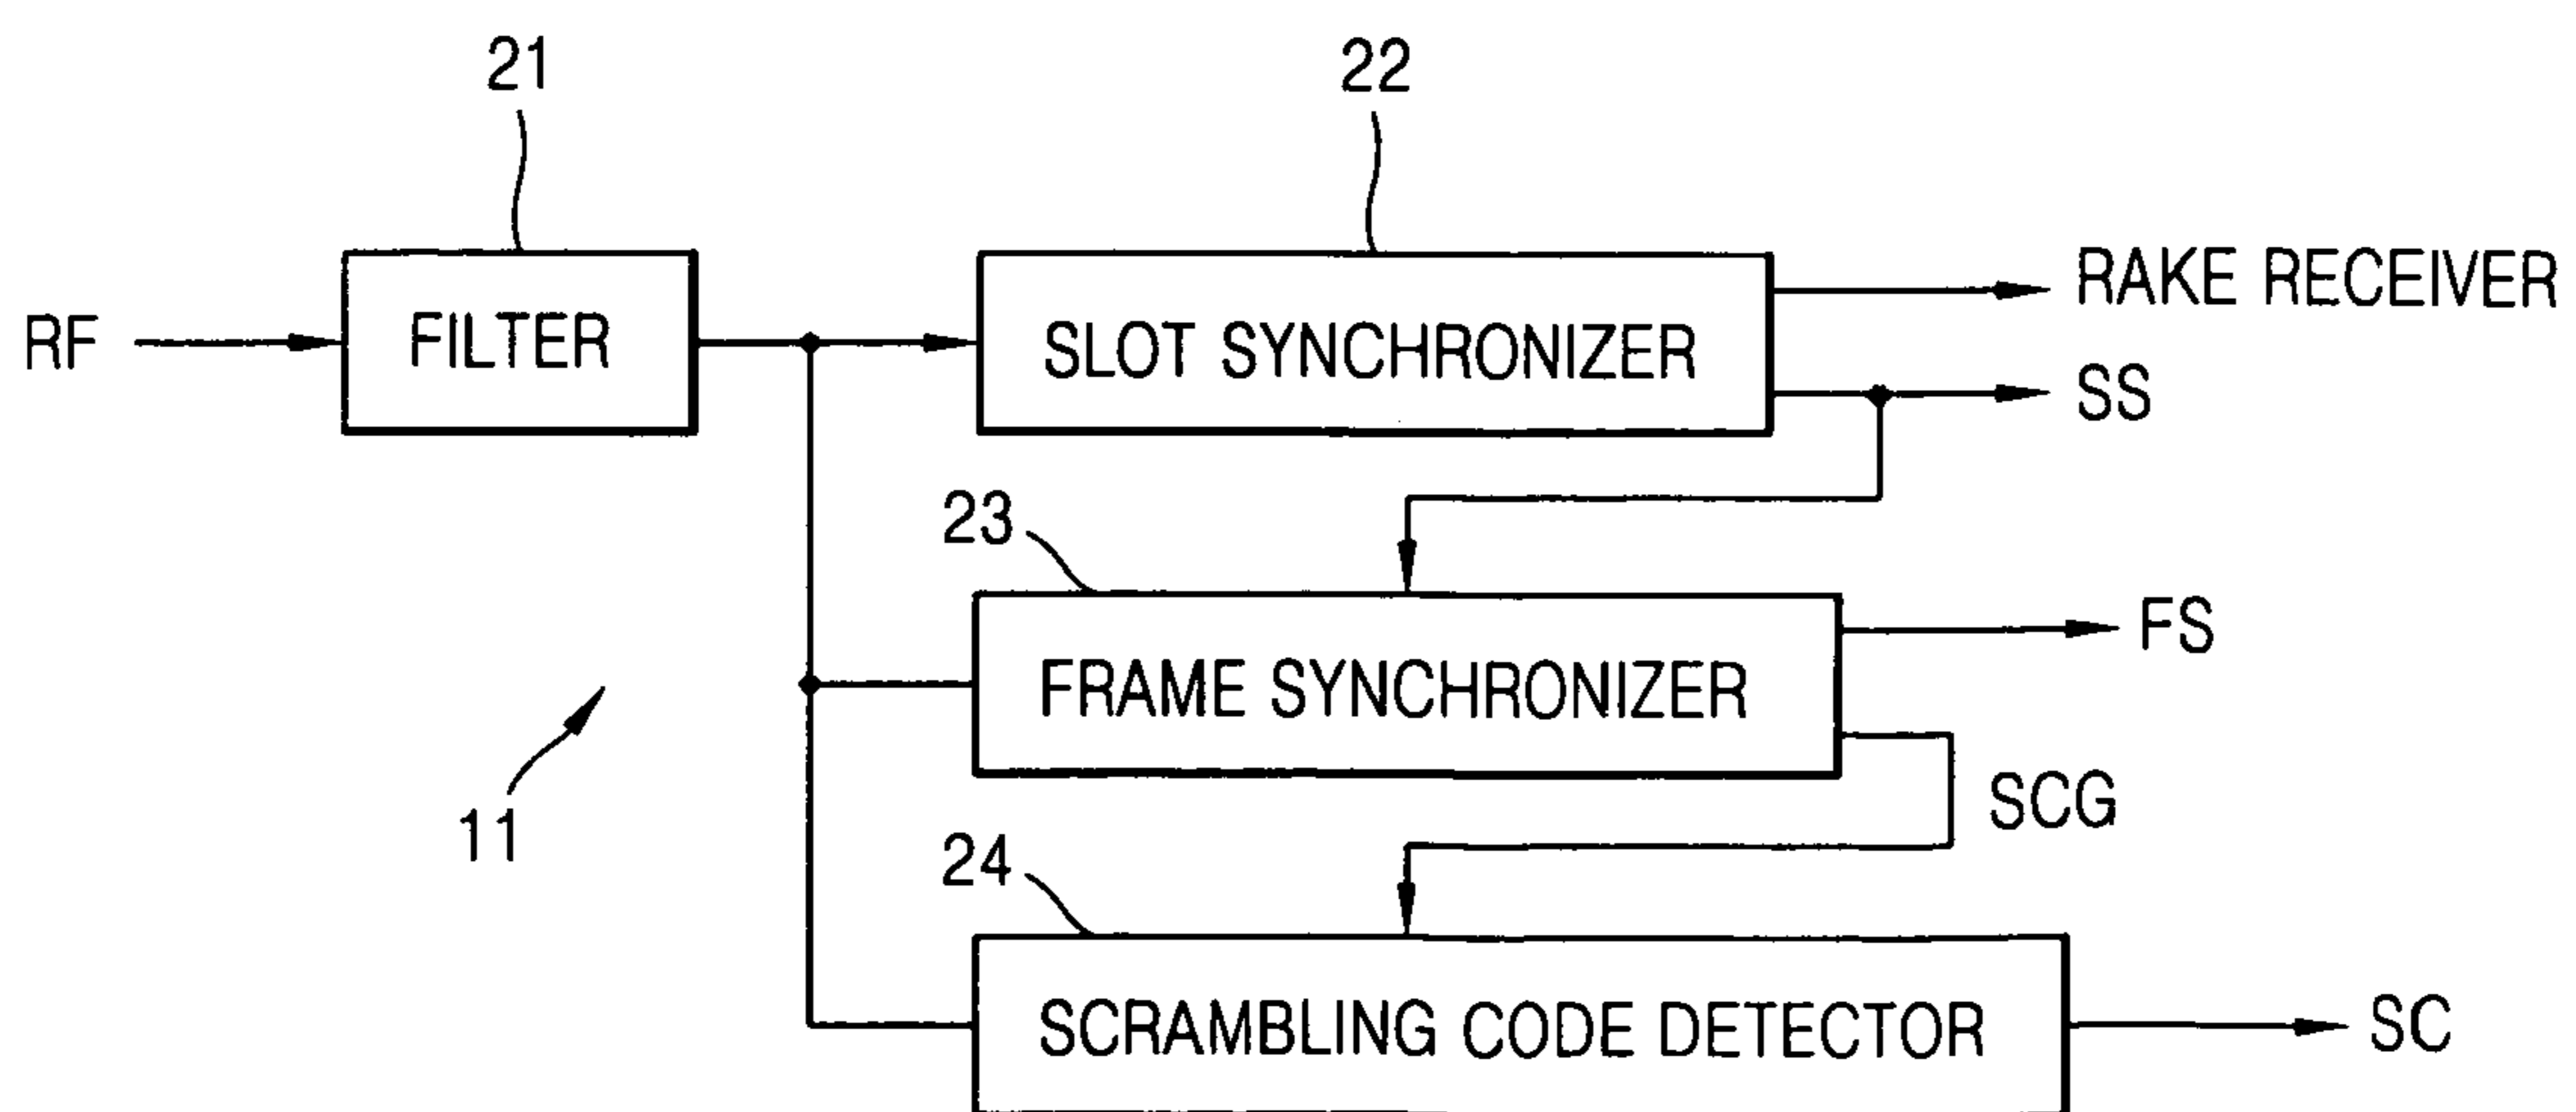 21
22
RF
FILTER
SLOT SYNCHRONIZER
RAKE RECEIVER
SS
23
FRAME SYNCHRONIZER
FS
11
SCG
24
SCRAMBLING CODE DETECTOR
SC